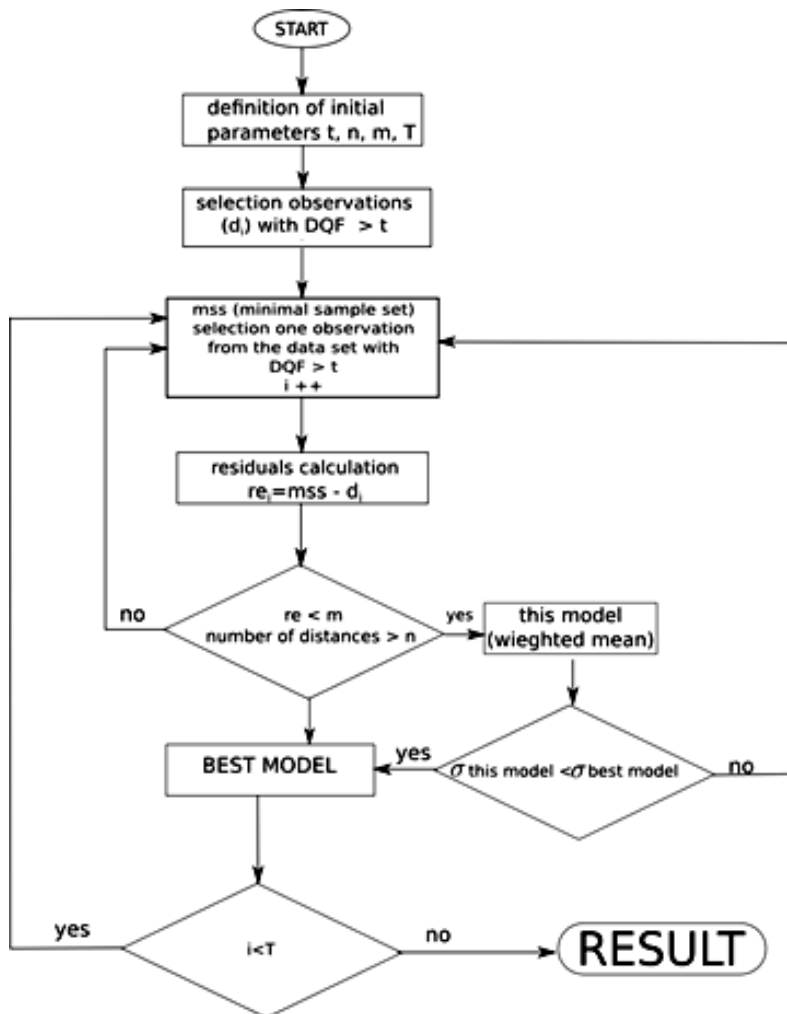 START
definition of initial
parameters t, n, m, T
selection observations
(dᵢ) with DQF > t
mss (minimal sample set)
selection one observation
from the data set with
DQF > t
i ++
residuals calculation
reᵢ=mss - dᵢ
no
re < m
number of distances > n
yes
this model
(wieghted mean)
BEST MODEL
yes
σ this model <σ best model
no
yes
i<T
no
RESULT